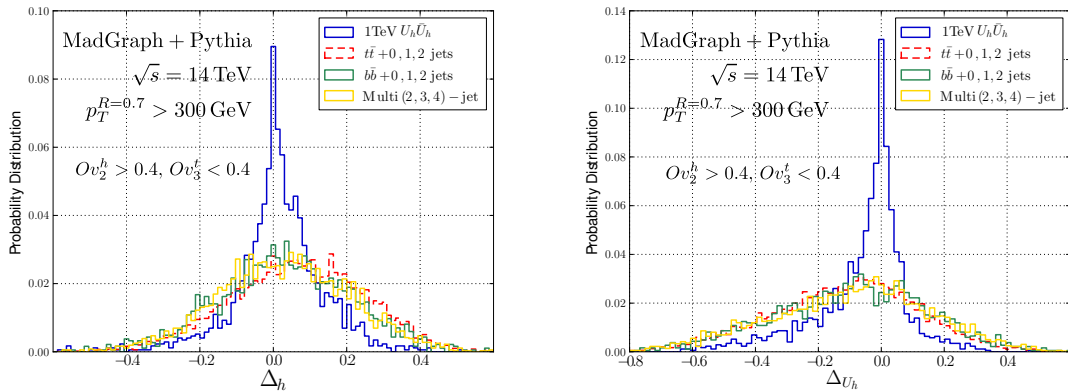 0.10
0.08
0.06
0.04
0.02
0.00
Probability Distribution
MadGraph + Pythia
√s = 14 TeV
p_T^{R=0.7} > 300 GeV
Ov_2^h > 0.4, Ov_3^t < 0.4
1TeV U_h Ū_h
tt̄ +0, 1, 2 jets
bb̄ +0, 1, 2 jets
Multi (2, 3, 4) − jet
−0.4 −0.2 0.0 0.2 0.4
Δ_h
0.14
0.12
0.10
0.08
0.06
0.04
0.02
0.00
Probability Distribution
MadGraph + Pythia
√s = 14 TeV
p_T^{R=0.7} > 300 GeV
Ov_2^h > 0.4, Ov_3^t < 0.4
1TeV U_h Ū_h
tt̄ +0, 1, 2 jets
bb̄ +0, 1, 2 jets
Multi (2, 3, 4) − jet
−0.8 −0.6 −0.4 −0.2 0.0 0.2 0.4
Δ_{U_h}